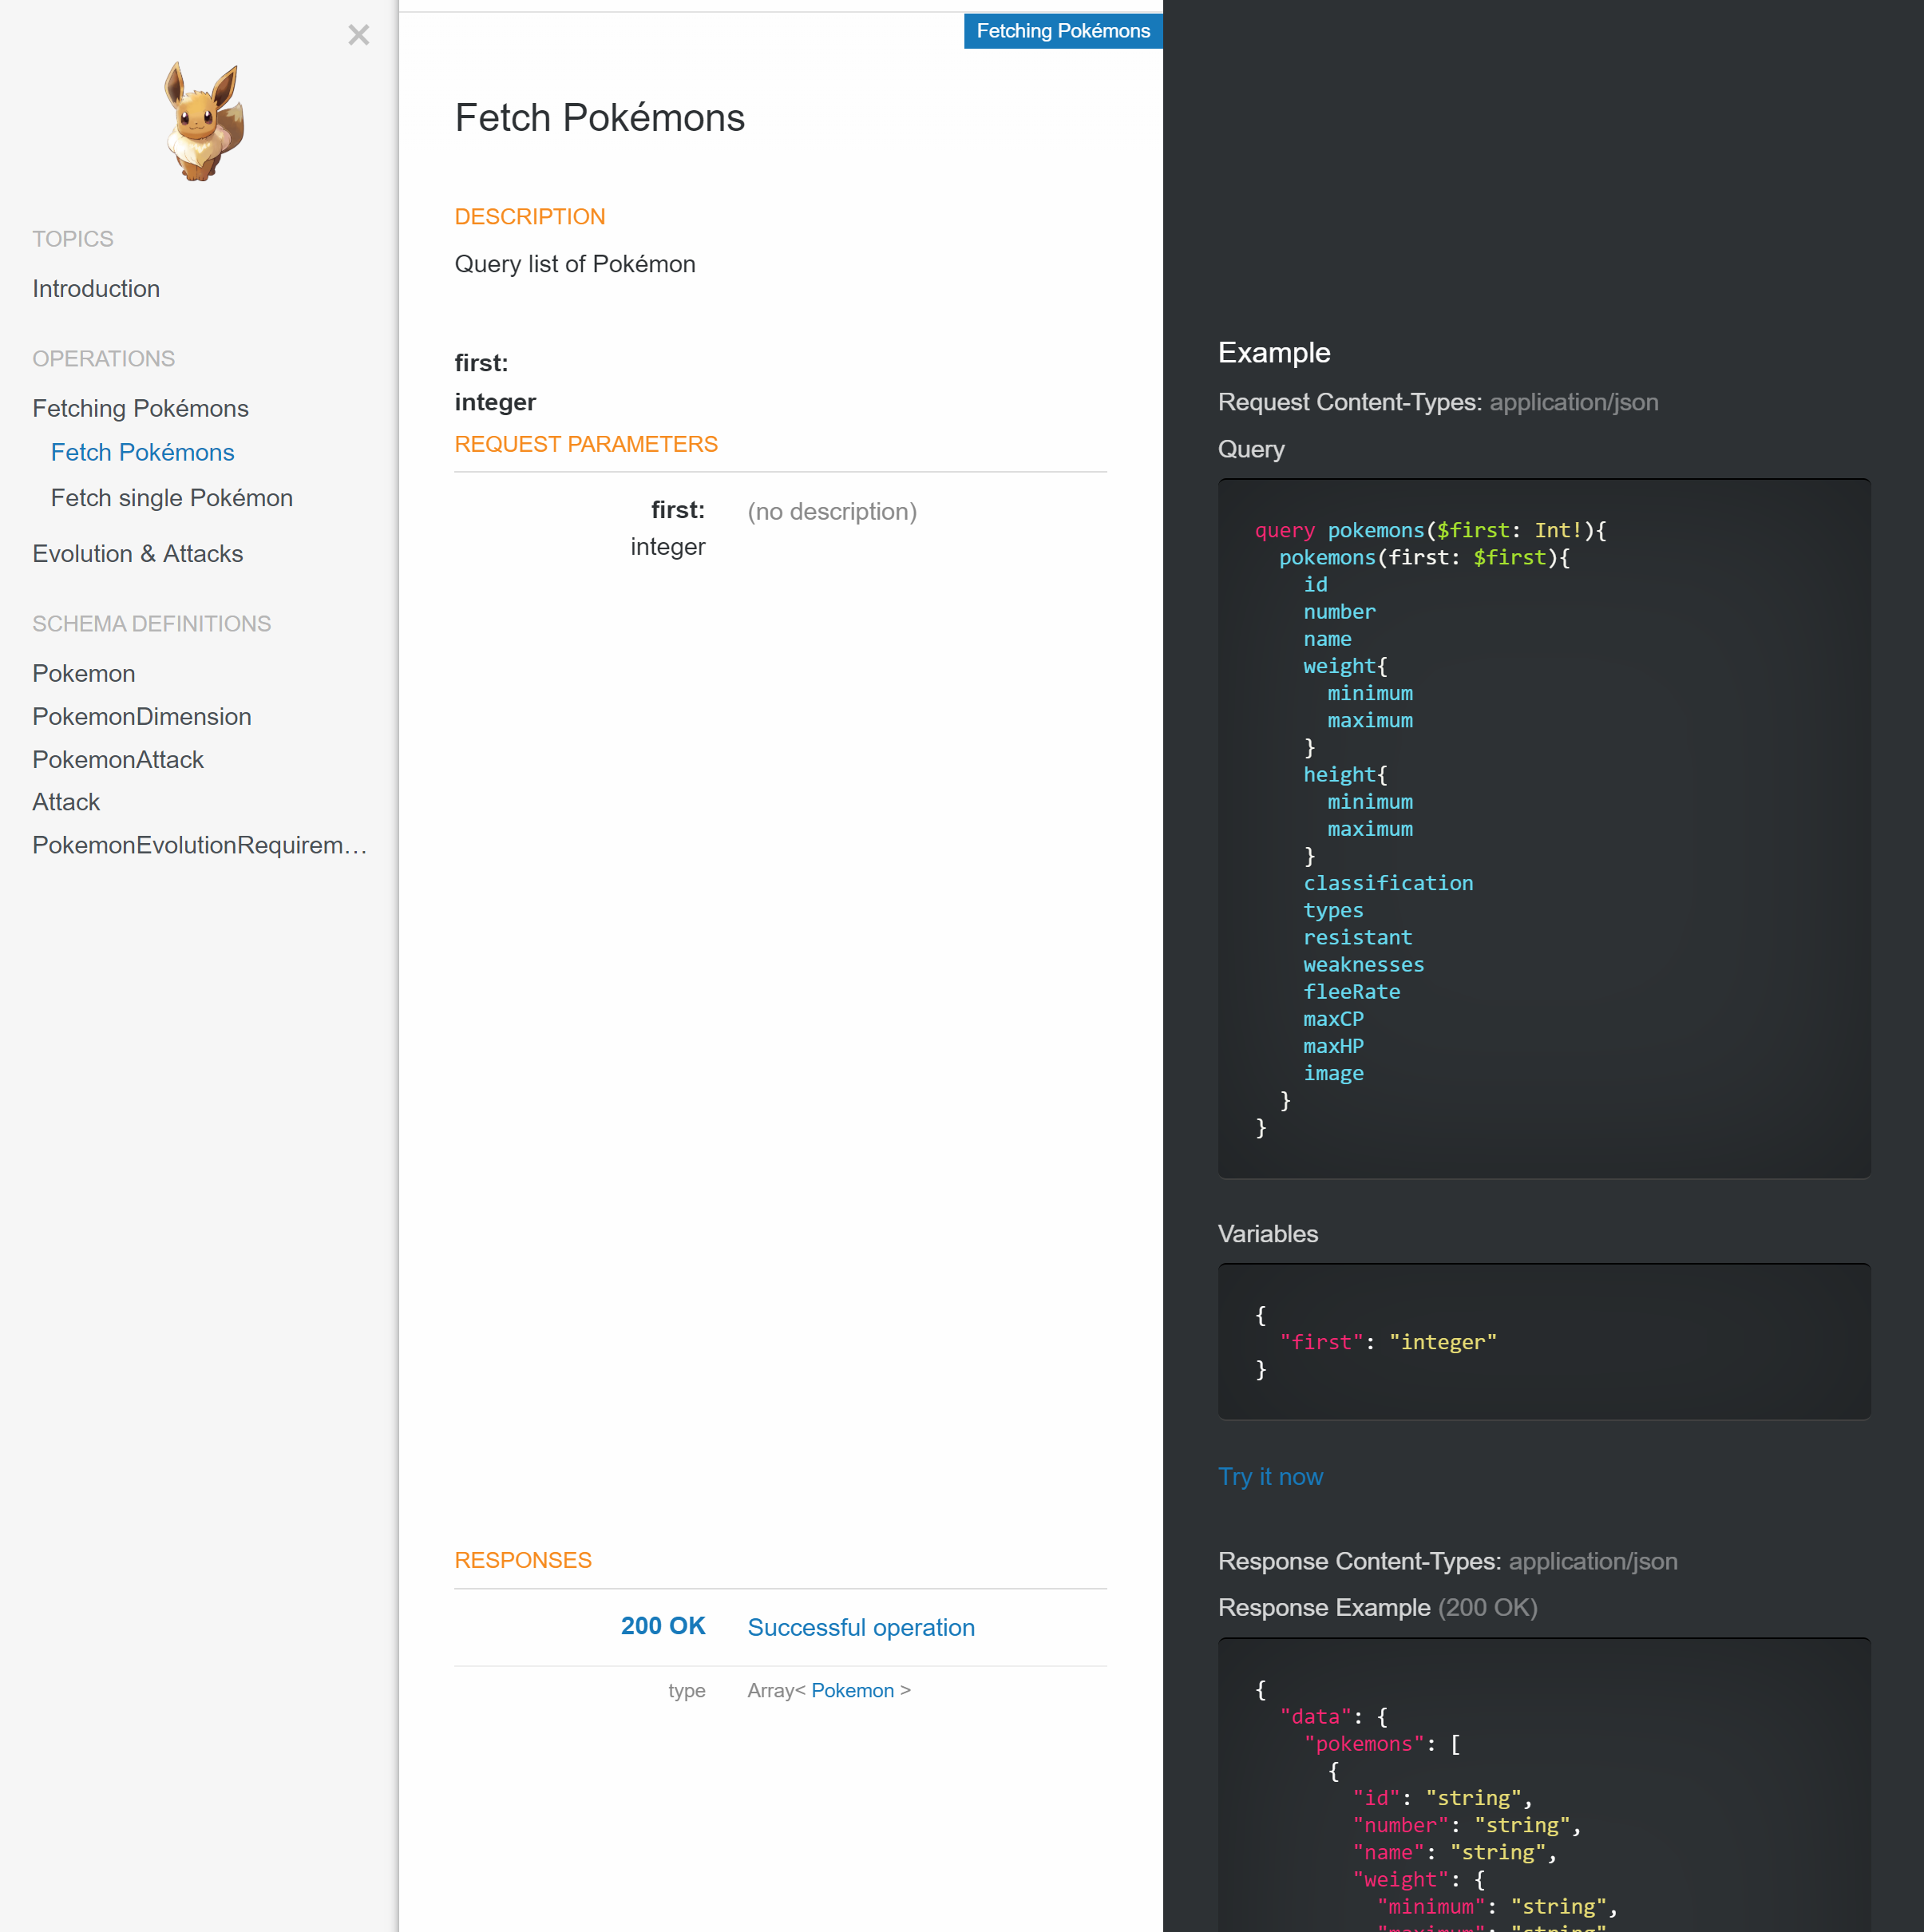 ×
TOPICS
Introduction
OPERATIONS
Fetching Pokémons
Fetch Pokémons
Fetch single Pokémon
Evolution & Attacks
SCHEMA DEFINITIONS
Pokemon
PokemonDimension
PokemonAttack
Attack
PokemonEvolutionRequirem…
Fetching Pokémons
Fetch Pokémons
DESCRIPTION
Query list of Pokémon
first:
integer
REQUEST PARAMETERS
first: (no description)
integer
RESPONSES
200 OK Successful operation
type Array< Pokemon >
Example
Request Content-Types: application/json
Query
query pokemons($first: Int!){
  pokemons(first: $first){
    id
    number
    name
    weight{
      minimum
      maximum
    }
    height{
      minimum
      maximum
    }
    classification
    types
    resistant
    weaknesses
    fleeRate
    maxCP
    maxHP
    image
  }
}
Variables
{
  "first": "integer"
}
Try it now
Response Content-Types: application/json
Response Example (200 OK)
{
  "data": {
    "pokemons": [
      {
        "id": "string",
        "number": "string",
        "name": "string",
        "weight": {
          "minimum": "string",
          "maximum": "string"